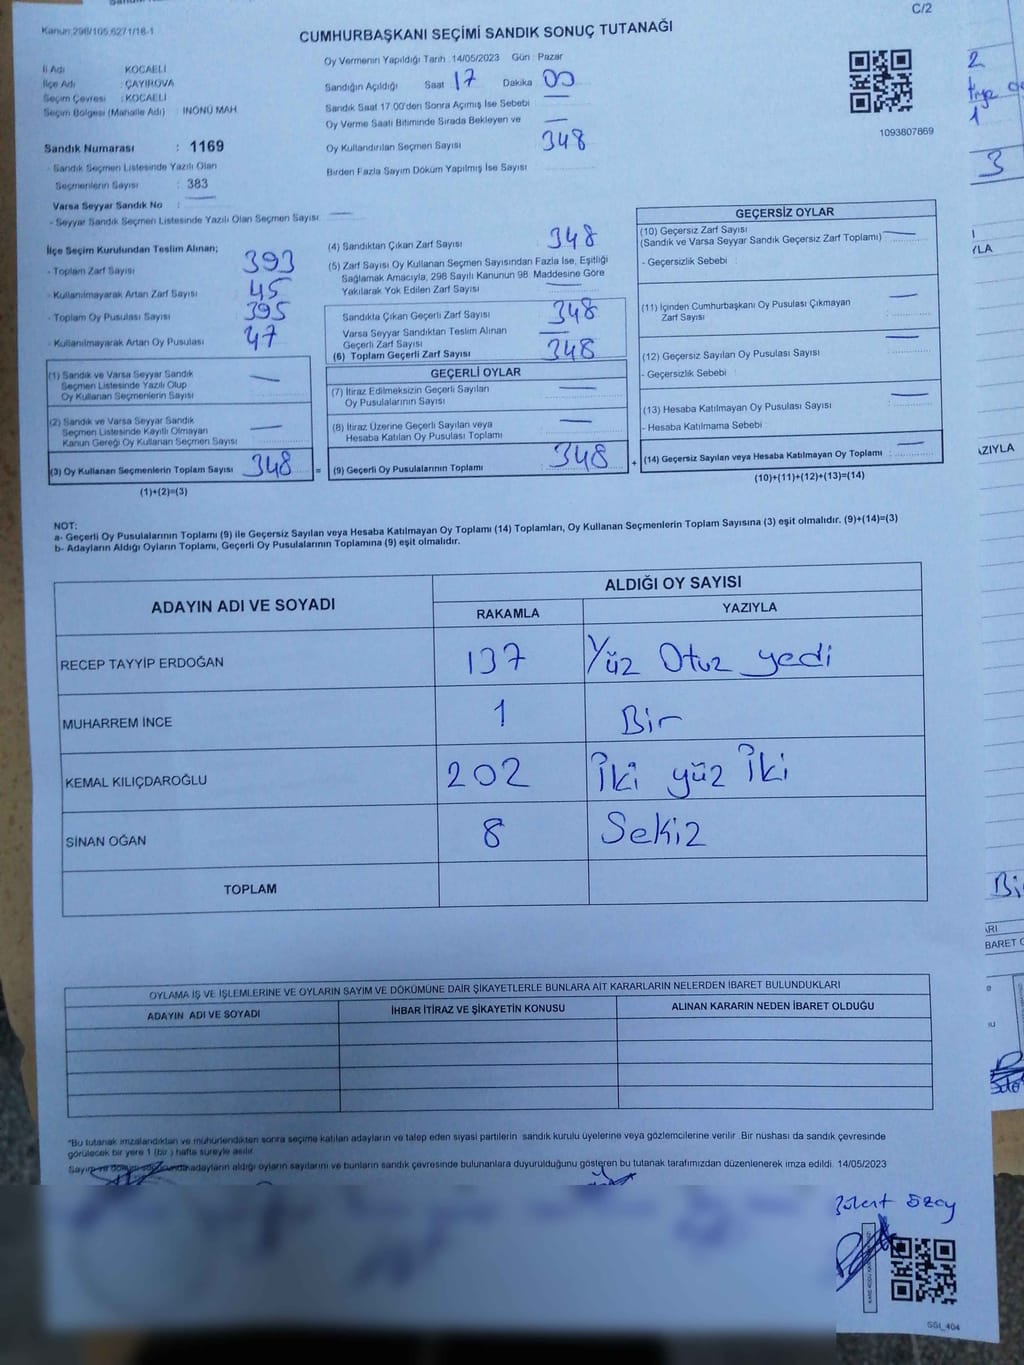 C/2
Kanun:298/105,6271/18-1
CUMHURBAŞKANI SEÇİMİ SANDIK SONUÇ TUTANAĞI
İl Adı : KOCAELİ
İlçe Adı : ÇAYIROVA
Seçim Çevresi : KOCAELİ
Seçim Bölgesi (Mahalle Adı) : İNÖNÜ MAH
Oy Vermenin Yapıldığı Tarih :14/05/2023 Gün : Pazar
Sandığın Açıldığı Saat 17 Dakika 00
Sandık Saat 17.00'den Sonra Açımış İse Sebebi —
Oy Verme Saati Bitiminde Sırada Bekleyen ve —
Oy Kullandırılan Seçmen Sayısı 348
Birden Fazla Sayım Döküm Yapılmış İse Sayısı
1093807869
Sandık Numarası : 1169
- Sandık Seçmen Listesinde Yazılı Olan
Seçmenlerin Sayısı : 383
Varsa Seyyar Sandık No : —
- Seyyar Sandık Seçmen Listesinde Yazılı Olan Seçmen Sayısı: —
İlçe Seçim Kurulundan Teslim Alınan;
- Toplam Zarf Sayısı 393
- Kullanılmayarak Artan Zarf Sayısı 45
- Toplam Oy Pusulası Sayısı 395
- Kullanılmayarak Artan Oy Pusulası 47
(1) Sandık ve Varsa Seyyar Sandık
Seçmen Listesinde Yazılı Olup
Oy Kullanan Seçmenlerin Sayısı —
(2) Sandık ve Varsa Seyyar Sandık
Seçmen Listesinde Kayıtlı Olmayan
Kanun Gereği Oy Kullanan Seçmen Sayısı —
(3) Oy Kullanan Seçmenlerin Toplam Sayısı 348 =
(1)+(2)=(3)
(4) Sandıktan Çıkan Zarf Sayısı 348
(5) Zarf Sayısı Oy Kullanan Seçmen Sayısından Fazla İse, Eşitliği
Sağlamak Amacıyla, 298 Sayılı Kanunun 98. Maddesine Göre
Yakılarak Yok Edilen Zarf Sayısı —
Sandıkta Çıkan Geçerli Zarf Sayısı 348
Varsa Seyyar Sandıktan Teslim Alınan
Geçerli Zarf Sayısı —
(6) Toplam Geçerli Zarf Sayısı 348
GEÇERLİ OYLAR
(7) İtiraz Edilmeksizin Geçerli Sayılan
Oy Pusulalarının Sayısı —
(8) İtiraz Üzerine Geçerli Sayılan veya
Hesaba Katılan Oy Pusulası Toplamı —
(9) Geçerli Oy Pusulalarının Toplamı 348 +
GEÇERSİZ OYLAR
(10) Geçersiz Zarf Sayısı
(Sandık ve Varsa Seyyar Sandık Geçersiz Zarf Toplamı) —
- Geçersizlik Sebebi :
(11) İçinden Cumhurbaşkanı Oy Pusulası Çıkmayan
Zarf Sayısı —
(12) Geçersiz Sayılan Oy Pusulası Sayısı —
- Geçersizlik Sebebi :
(13) Hesaba Katılmayan Oy Pusulası Sayısı —
- Hesaba Katılmama Sebebi :
(14) Geçersiz Sayılan veya Hesaba Katılmayan Oy Toplamı —
(10)+(11)+(12)+(13)=(14)
NOT:
a- Geçerli Oy Pusulalarının Toplamı (9) ile Geçersiz Sayılan veya Hesaba Katılmayan Oy Toplamı (14) Toplamları, Oy Kullanan Seçmenlerin Toplam Sayısına (3) eşit olmalıdır. (9)+(14)=(3)
b- Adayların Aldığı Oyların Toplamı, Geçerli Oy Pusulalarının Toplamına (9) eşit olmalıdır.
ADAYIN ADI VE SOYADI
ALDIĞI OY SAYISI
RAKAMLA YAZIYLA
RECEP TAYYİP ERDOĞAN 137 Yüz Otuz yedi
MUHARREM İNCE 1 Bir
KEMAL KILIÇDAROĞLU 202 İki yüz İki
SİNAN OĞAN 8 Sekiz
TOPLAM
OYLAMA İŞ VE İŞLEMLERİNE VE OYLARIN SAYIM VE DÖKÜMÜNE DAİR ŞİKAYETLERLE BUNLARA AİT KARARLARIN NELERDEN İBARET BULUNDUKLARI
ADAYIN ADI VE SOYADI İHBAR İTİRAZ VE ŞİKAYETİN KONUSU ALINAN KARARIN NEDEN İBARET OLDUĞU
*Bu tutanak imzalandıktan ve mühürlendikten sonra seçime katılan adayların ve talep eden siyasi partilerin sandık kurulu üyelerine veya gözlemcilerine verilir. Bir nüshası da sandık çevresinde
görülecek bir yere 1 (bir ) hafta süreyle asılır.
Sayım ve döküm sonucunda adayların aldığı oyların sayılarını ve bunların sandık çevresinde bulunanlara duyurulduğunu gösteren bu tutanak tarafımızdan düzenlenerek imza edildi. 14/05/2023
SSI_404
2
1
3
YLA
AZIYLA
Bi
ARI
BARET O